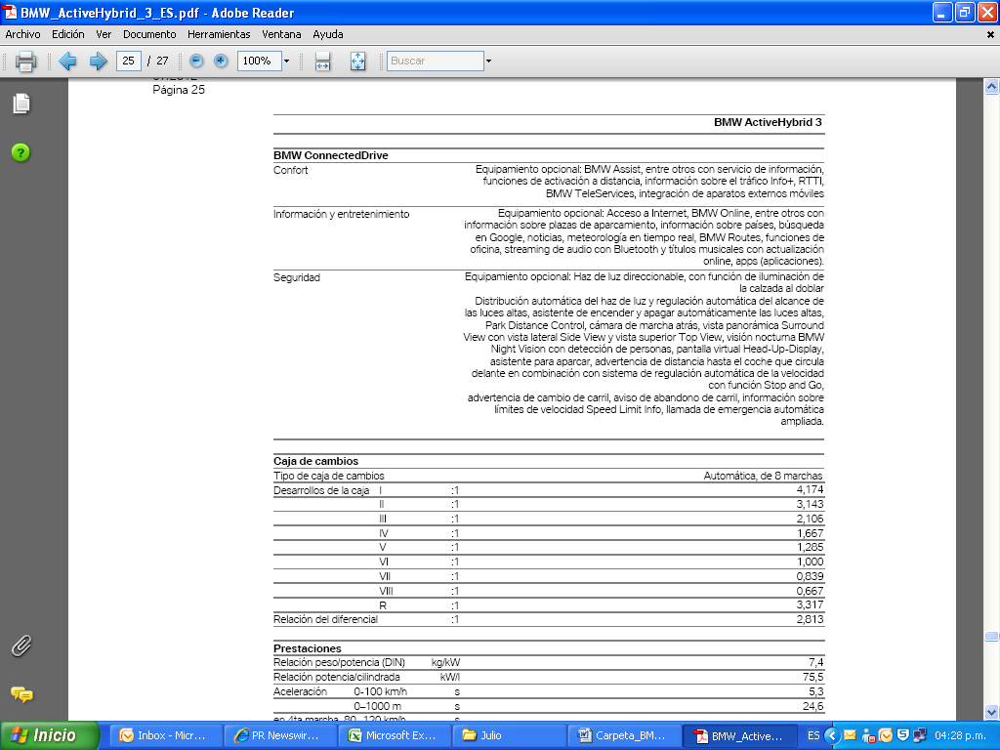 BMW_ActiveHybrid_3_ES.pdf - Adobe Reader
Archivo Edición Ver Documento Herramientas Ventana Ayuda
25 / 27 100% Buscar
Página 25
BMW ActiveHybrid 3
BMW ConnectedDrive
Confort Equipamiento opcional: BMW Assist, entre otros con servicio de información,
funciones de activación a distancia, información sobre el tráfico Info+, RTTI,
BMW TeleServices, integración de aparatos externos móviles
Información y entretenimiento Equipamiento opcional: Acceso a Internet, BMW Online, entre otros con
información sobre plazas de aparcamiento, información sobre países, búsqueda
en Google, noticias, meteorología en tiempo real, BMW Routes, funciones de
oficina, streaming de audio con Bluetooth y títulos musicales con actualización
online, apps (aplicaciones).
Seguridad Equipamiento opcional: Haz de luz direccionable, con función de iluminación de
la calzada al doblar
Distribución automática del haz de luz y regulación automática del alcance de
las luces altas, asistente de encender y apagar automáticamente las luces altas,
Park Distance Control, cámara de marcha atrás, vista panorámica Surround
View con vista lateral Side View y vista superior Top View, visión nocturna BMW
Night Vision con detección de personas, pantalla virtual Head-Up-Display,
asistente para aparcar, advertencia de distancia hasta el coche que circula
delante en combinación con sistema de regulación automática de la velocidad
con función Stop and Go,
advertencia de cambio de carril, aviso de abandono de carril, información sobre
límites de velocidad Speed Limit Info, llamada de emergencia automática
ampliada.
Caja de cambios
Tipo de caja de cambios Automática, de 8 marchas
Desarrollos de la caja I :1 4,174
II :1 3,143
III :1 2,106
IV :1 1,667
V :1 1,285
VI :1 1,000
VII :1 0,839
VIII :1 0,667
R :1 3,317
Relación del diferencial :1 2,813
Prestaciones
Relación peso/potencia (DIN) kg/kW 7,4
Relación potencia/cilindrada kW/l 75,5
Aceleración 0-100 km/h s 5,3
0–1000 m s 24,6
en 4ta marcha 80–120 km/h s
Inicio Inbox - Micr... PR Newswir... Microsoft Ex... Julio Carpeta_BM... BMW_Active... ES 04:28 p.m.